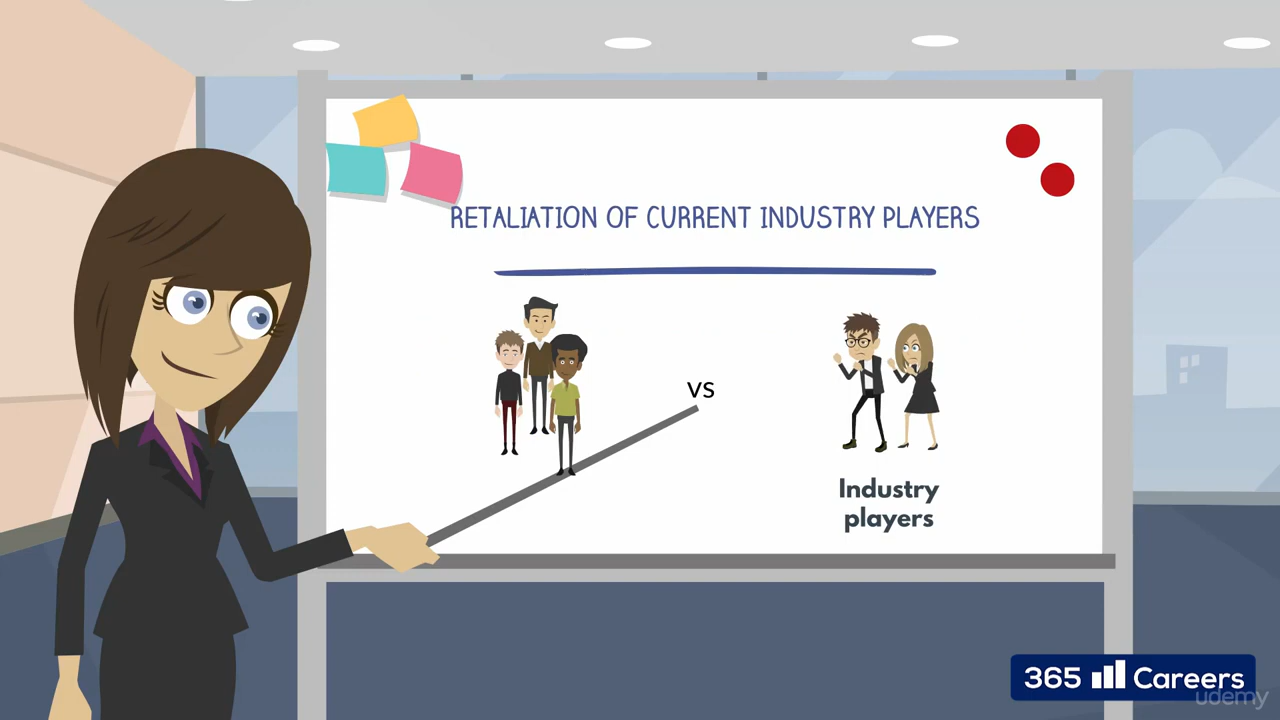 RETALIATION OF CURRENT INDUSTRY PLAYERS
VS
Industry
players
365 Careers
udemy